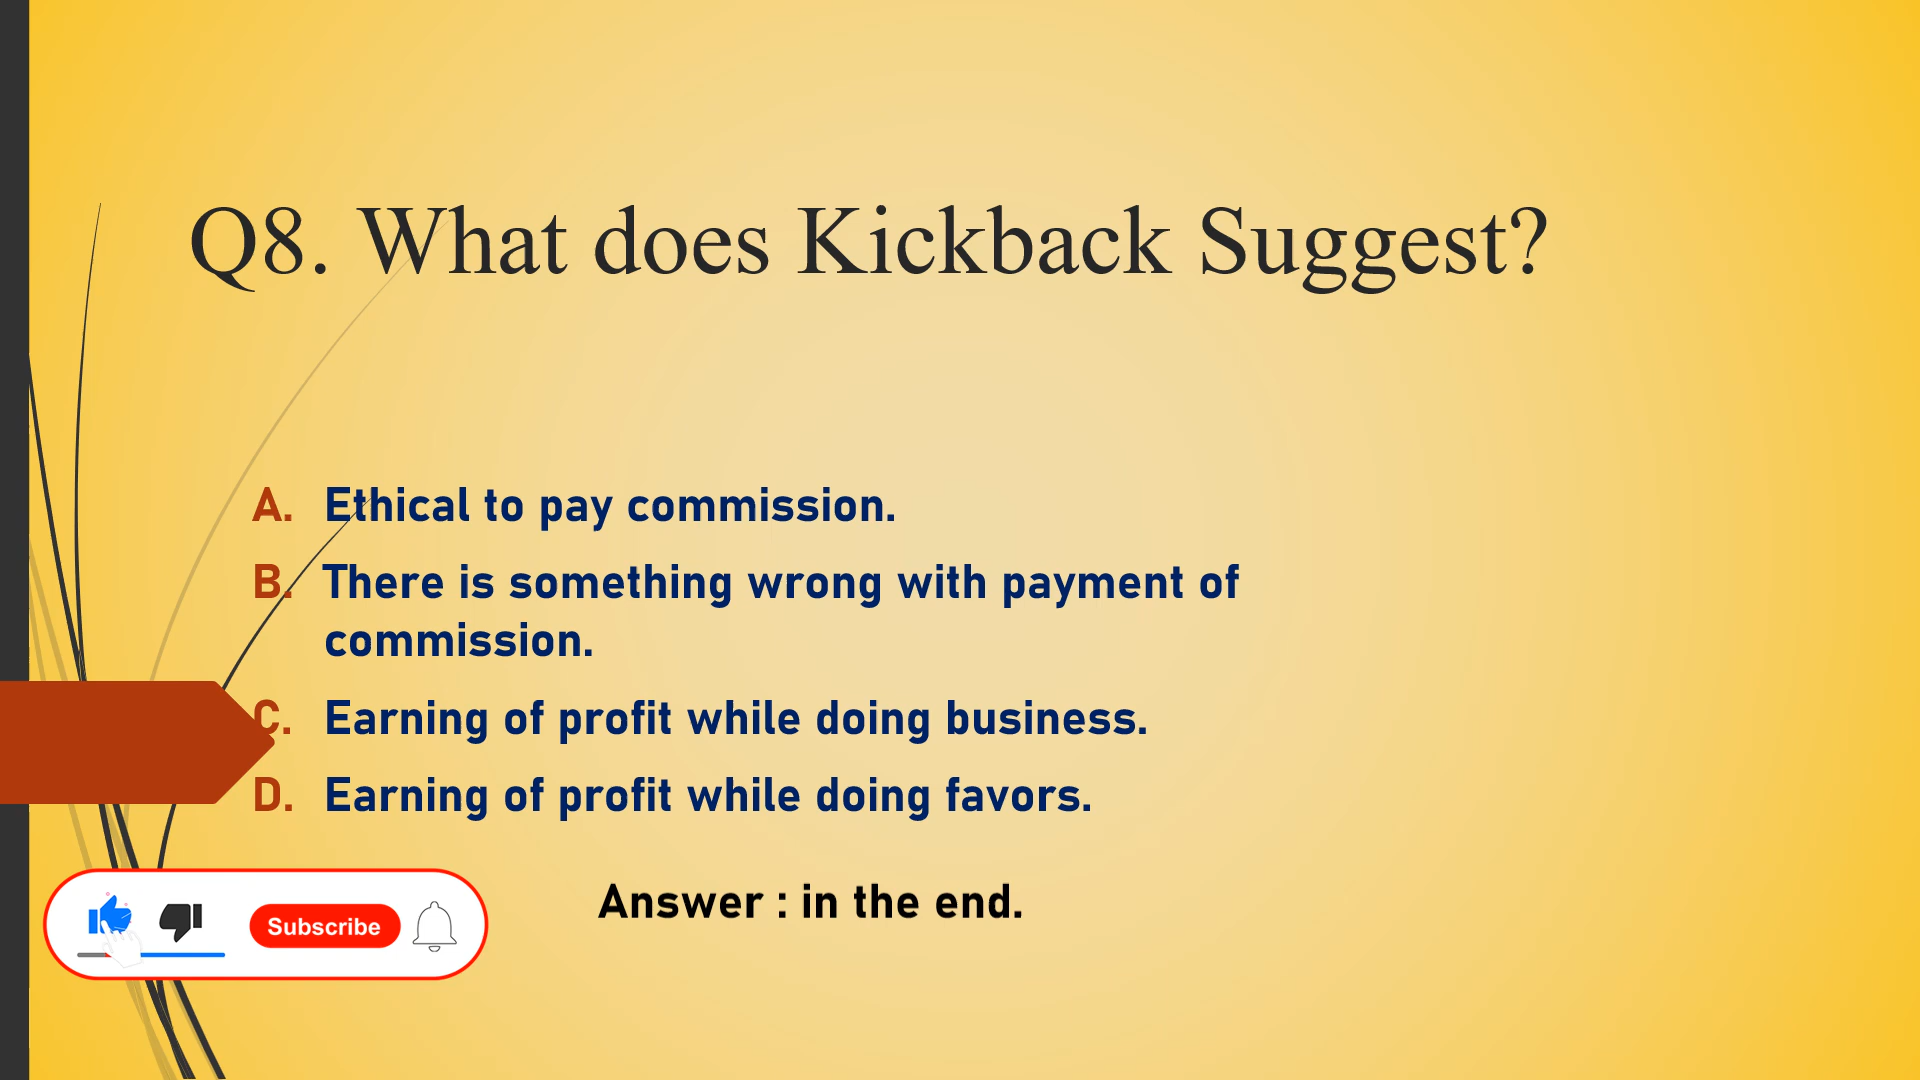 Q8. What does Kickback Suggest?
A. Ethical to pay commission.
B. There is something wrong with payment of
commission.
C. Earning of profit while doing business.
D. Earning of profit while doing favors.
Answer : in the end.
Subscribe